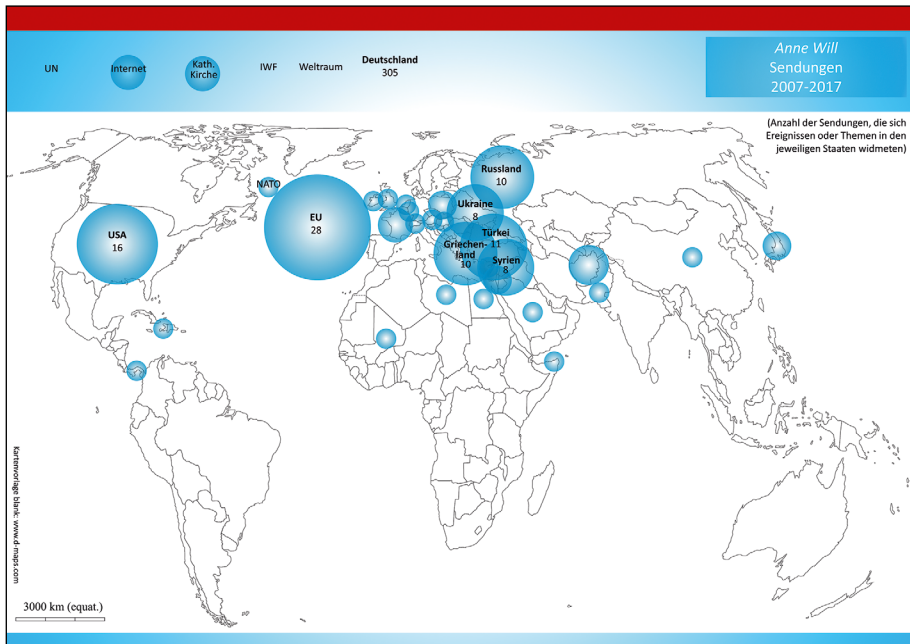 UN
Internet
Kath.
Kirche
IWF
Weltraum
Deutschland
305
Anne Will
Sendungen
2007-2017
(Anzahl der Sendungen, die sich
Ereignissen oder Themen in den
jeweiligen Staaten widmeten)
NATO
Russland
10
EU
28
Ukraine
8
USA
16
Türkei
11
Griechen-
land
10
Syrien
8
Kartenvorlage blank: www.d-maps.com
3000 km (equat.)